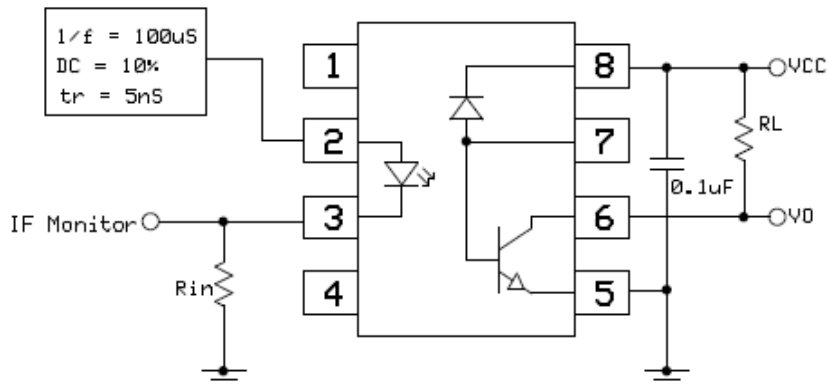 1/f = 100uS
DC = 10%
tr = 5nS
1
2
3
4
8
7
6
5
VCC
RL
0.1uF
VO
IF Monitor
Rin